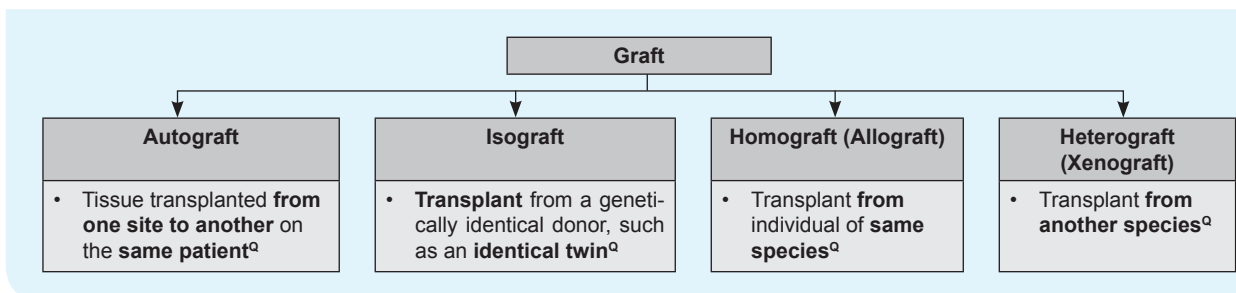 Graft
Autograft
• Tissue transplanted from
one site to another on
the same patientQ
Isograft
• Transplant from a geneti-
cally identical donor, such
as an identical twinQ
Homograft (Allograft)
• Transplant from
individual of same
speciesQ
Heterograft
(Xenograft)
• Transplant from
another speciesQ